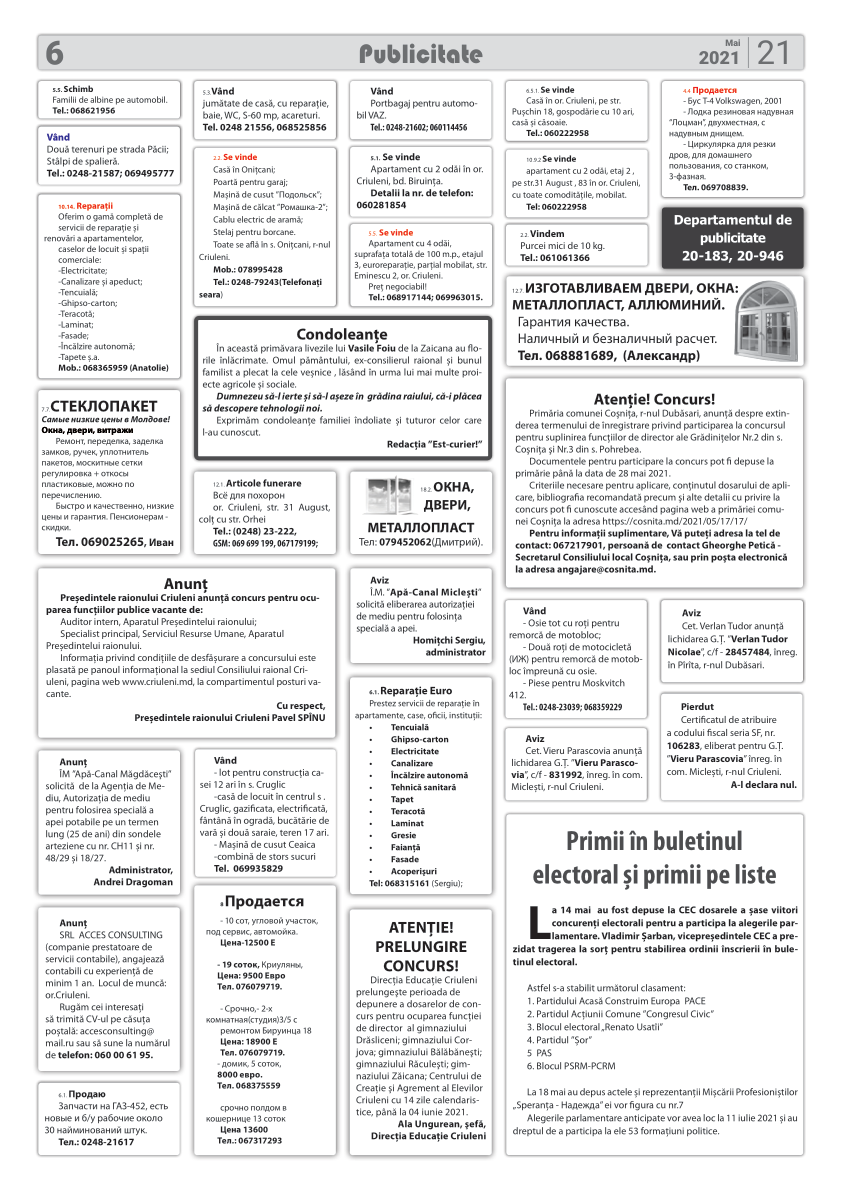 6
Publicitate
Mai
2021
21
5.5. Schimb
Familii de albine pe automobil.
Tel.: 068621956
Vând
Două terenuri pe strada Păcii;
Stâlpi de spalieră.
Tel.: 0248-21587; 069495777
10.14. Reparații
Oferim o gamă completă de
servicii de reparație și
renovări a apartamentelor,
caselor de locuit și spații
comerciale:
-Electricitate;
-Canalizare și apeduct;
-Tencuială;
-Ghipso-carton;
-Teracotă;
-Laminat;
-Fasade;
-Încălzire autonomă;
-Tapete ș.a.
Mob.: 068365959 (Anatolie)
7.7. СТЕКЛОПАКЕТ
Самые низкие цены в Молдове!
Окна, двери, витражи
Ремонт, переделка, заделка
замков, ручек, уплотнитель
пакетов, москитные сетки
регулировка + откосы
пластиковые, можно по
перечислению.
Быстро и качественно, низкие
цены и гарантия. Пенсионерам -
скидки.
Тел. 069025265, Иван
5.3. Vând
jumătate de casă, cu reparație,
baie, WC, S-60 mp, acareturi.
Tel. 0248 21556, 068525856
2.2. Se vinde
Casă în Onițcani;
Poartă pentru garaj;
Mașină de cusut "Подольск";
Mașină de călcat "Ромашка-2";
Cablu electric de aramă;
Stelaj pentru borcane.
Toate se află în s. Onițcani, r-nul
Criuleni.
Mob.: 078995428
Tel.: 0248-79243(Telefonați
seara)
Vând
Portbagaj pentru automo-
bil VAZ.
Tel.: 0248-21602; 060114456
5.1. Se vinde
Apartament cu 2 odăi în or.
Criuleni, bd. Biruința.
Detalii la nr. de telefon:
060281854
5.5. Se vinde
Apartament cu 4 odăi,
suprafața totală de 100 m.p., etajul
3, euroreparție, parțial mobilat, str.
Eminescu 2, or. Criuleni.
Preț negociabil!
Tel.: 068917144; 069963015.
6.5.1. Se vinde
Casă în or. Criuleni, pe str.
Pușchin 18, gospodărie cu 10 ari,
casă și căsoaie.
Tel.: 060222958
10.9.2 Se vinde
apartament cu 2 odăi, etaj 2 ,
pe str.31 August , 83 în or. Criuleni,
cu toate comoditățile, mobilat.
Tel: 060222958
2.2. Vindem
Purcei mici de 10 kg.
Tel.: 061061366
4.4 Продается
- Бус Т-4 Volkswagen, 2001
- Лодка резиновая надувная
"Лоцман", двухместная, с
надувным днищем.
- Циркулярка для резки
дров, для домашнего
пользования, со станком,
3-фазная.
Тел. 069708839.
Departamentul de
publicitate
20-183, 20-946
12.7. ИЗГОТАВЛИВАЕМ ДВЕРИ, ОКНА:
МЕТАЛЛОПЛАСТ, АЛЛЮМИНИЙ.
Гарантия качества.
Наличный и безналичный расчет.
Тел. 068881689, (Александр)
Condoleanțe
În această primăvara livezile lui Vasile Foiu de la Zaicana au flo-
rile înlăcrimate. Omul pământului, ex-consilierul raional și bunul
familist a plecat la cele veșnice , lăsând în urma lui mai multe proi-
ecte agricole și sociale.
Dumnezeu să-l ierte și să-l așeze în grădina raiului, că-i plăcea
să descopere tehnologii noi.
Exprimăm condoleanțe familiei îndoliate și tuturor celor care
l-au cunoscut.
Redacția "Est-curier!"
12.1. Articole funerare
Всё для похорон
or. Criuleni, str. 31 August,
colț cu str. Orhei
Tel.: (0248) 23-222,
GSM: 069 699 199, 067179199;
18.2. ОКНА,
ДВЕРИ,
МЕТАЛЛОПЛАСТ
Тел: 079452062(Дмитрий).
Atenție! Concurs!
Primăria comunei Coșnița, r-nul Dubăsari, anunță despre extin-
derea termenului de înregistrare privind participarea la concursul
pentru suplinirea funcțiilor de director ale Grădinițelor Nr.2 din s.
Coșnița și Nr.3 din s. Pohrebea.
Documentele pentru participare la concurs pot fi depuse la
primărie până la data de 28 mai 2021.
Criteriile necesare pentru aplicare, conținutul dosarului de apli-
care, bibliografia recomandată precum și alte detalii cu privire la
concurs pot fi cunoscute accesând pagina web a primăriei comu-
nei Coșnița la adresa https://cosnita.md/2021/05/17/17/
Pentru informații suplimentare, Vă puteți adresa la tel de
contact: 067217901, persoană de contact Gheorghe Petică -
Secretarul Consiliului local Coșnița, sau prin poșta electronică
la adresa angajare@cosnita.md.
Anunț
Președintele raionului Criuleni anunță concurs pentru ocu-
parea funcțiilor publice vacante de:
Auditor intern, Aparatul Președintelui raionului;
Specialist principal, Serviciul Resurse Umane, Aparatul
Președintelui raionului.
Informația privind condițiile de desfășurare a concursului este
plasată pe panoul informațional la sediul Consiliului raional Cri-
uleni, pagina web www.criuleni.md, la compartimentul posturi va-
cante.
Cu respect,
Președintele raionului Criuleni Pavel SPÎNU
Aviz
Î.M. "Apă-Canal Miclești"
solicită eliberarea autorizației
de mediu pentru folosința
specială a apei.
Homițchi Sergiu,
administrator
6.1. Reparație Euro
Prestez servicii de reparație în
apartamente, case, oficii, instituții:
• Tencuială
• Ghipso-carton
• Electricitate
• Canalizare
• Încălzire autonomă
• Tehnică sanitară
• Tapet
• Teracotă
• Laminat
• Gresie
• Faianță
• Fasade
• Acoperișuri
Tel: 068315161 (Sergiu);
Vând
- Osie tot cu roți pentru
remorcă de motobloc;
- Două roți de motocicletă
(ИЖ) pentru remorcă de motob-
loc împreună cu osie.
- Piese pentru Moskvitch
412.
Tel.: 0248-23039; 068359229
Aviz
Cet. Vieru Parascovia anunță
lichidarea G.Ț. "Vieru Parasco-
via", c/f - 831992, înreg. în com.
Miclești, r-nul Criuleni.
Aviz
Cet. Verlan Tudor anunță
lichidarea G.Ț. "Verlan Tudor
Nicolae", c/f - 28457484, înreg.
în Pîrîta, r-nul Dubăsari.
Pierdut
Certificatul de atribuire
a codului fiscal seria SF, nr.
106283, eliberat pentru G.Ț.
"Vieru Parascovia" înreg. în
com. Miclești, r-nul Criuleni.
A-l declara nul.
Anunț
ÎM "Apă-Canal Măgdăcești"
solicită de la Agenția de Me-
diu, Autorizația de mediu
pentru folosirea specială a
apei potabile pe un termen
lung (25 de ani) din sondele
arteziene cu nr. CH11 și nr.
48/29 și 18/27.
Administrator,
Andrei Dragoman
Anunț
SRL ACCES CONSULTING
(companie prestatoare de
servicii contabile), angajează
contabili cu experiență de
minim 1 an. Locul de muncă:
or.Criuleni.
Rugăm cei interesați
să trimită CV-ul pe căsuța
poștală: accesconsulting@
mail.ru sau să sune la numărul
de telefon: 060 00 61 95.
6.1. Продаю
Запчасти на ГАЗ-452, есть
новые и б/у рабочие около
30 найминований штук.
Тел.: 0248-21617
Vând
- lot pentru construcția ca-
sei 12 ari în s. Cruglic
-casă de locuit în centrul s .
Cruglic, gazificata, electrificată,
fântână în ogradă, bucătărie de
vară și două saraie, teren 17 ari.
- Mașină de cusut Ceaica
-combină de stors sucuri
Tel. 069935829
Продается
- 10 сот, угловой участок,
под сервис, автомойка.
Цена-12500 Е
- 19 соток, Криуляны,
Цена: 9500 Евро
Тел. 076079719.
- Срочно,- 2-х
комнатная(студия)3/5 с
ремонтом Бируинца 18
Цена: 18900 Е
Тел. 076079719.
- домик, 5 соток,
8000 евро.
Тел. 068375559
срочно полдом в
кошернице 13 соток
Цена 13600
Тел.: 067317293
ATENȚIE!
PRELUNGIRE
CONCURS!
Direcția Educație Criuleni
prelungește perioada de
depunere a dosarelor de con-
curs pentru ocuparea funcției
de director al gimnaziului
Drăsliceni; gimnaziului Cor-
jova; gimnaziului Bălăbănești;
gimnaziului Răculești; gim-
naziului Zăicana; Centrului de
Creație și Agrement al Elevilor
Criuleni cu 14 zile calendaris-
tice, până la 04 iunie 2021.
Ala Ungurean, șefă,
Direcția Educație Criuleni
Primii în buletinul
electoral și primii pe liste
La 14 mai au fost depuse la CEC dosarele a șase viitori
concurenți electorali pentru a participa la alegerile par-
lamentare. Vladimir Șarban, vicepreședintele CEC a pre-
zidat tragerea la sorț pentru stabilirea ordinii înscrierii în bule-
tinul electoral.
Astfel s-a stabilit următorul clasament:
1. Partidului Acasă Construim Europa PACE
2. Partidul Acțiunii Comune "Congresul Civic"
3. Blocul electoral „Renato Usatîi”
4. Partidul "Șor"
5 PAS
6. Blocul PSRM-PCRM
La 18 mai au depus actele și reprezentanții Mișcării Profesioniștilor
„Speranța - Надежда” ei vor figura cu nr.7
Alegerile parlamentare anticipate vor avea loc la 11 iulie 2021 și au
dreptul de a participa la ele 53 formațiuni politice.